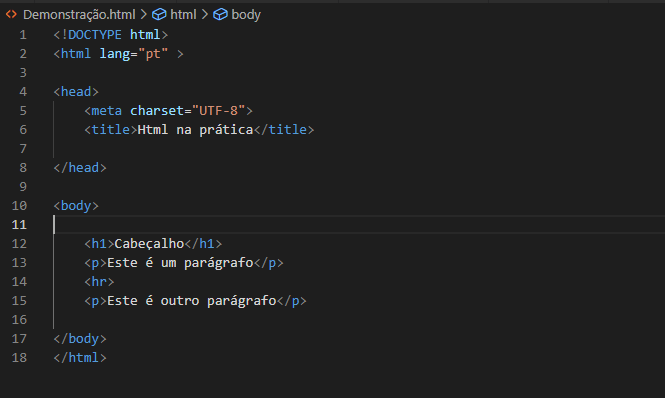 Demonstração.html > html > body
1 <!DOCTYPE html>
2 <html lang="pt" >
3
4 <head>
5 <meta charset="UTF-8">
6 <title>Html na prática</title>
7
8 </head>
9
10 <body>
11
12 <h1>Cabeçalho</h1>
13 <p>Este é um parágrafo</p>
14 <hr>
15 <p>Este é outro parágrafo</p>
16
17 </body>
18 </html>